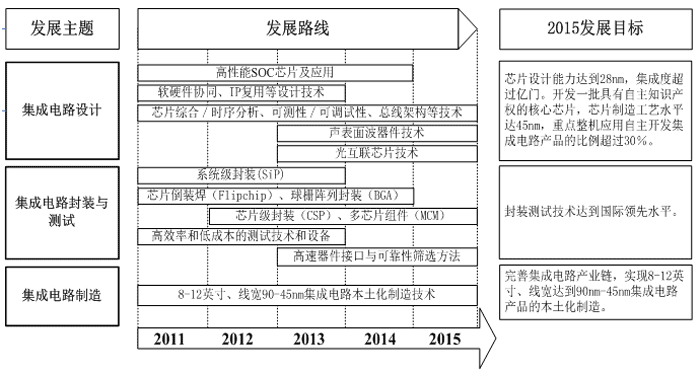 发展主题
发展路线
2015发展目标
集成电路设计
高性能SOC芯片及应用
软硬件协同、IP复用等设计技术
芯片综合／时序分析、可测性／可调试性、总线架构等技术
声表面波器件技术
光互联芯片技术
芯片设计能力达到28nm，集成度超
过亿门。开发一批具有自主知识产
权的核心芯片，芯片制造工艺水平
达45nm，重点整机应用自主开发集
成电路产品的比例超过30％。
集成电路封装与
测试
系统级封装(SiP)
芯片倒装焊（Flipchip）、球栅阵列封装（BGA）
芯片级封装（CSP）、多芯片组件（MCM）
高效率和低成本的测试技术和设备
高速器件接口与可靠性筛选方法
封装测试技术达到国际领先水平。
集成电路制造
8-12英寸、线宽90-45nm集成电路本土化制造技术
完善集成电路产业链，实现8-12英
寸、线宽达到90nm-45nm集成电路
产品的本土化制造。
2011 2012 2013 2014 2015